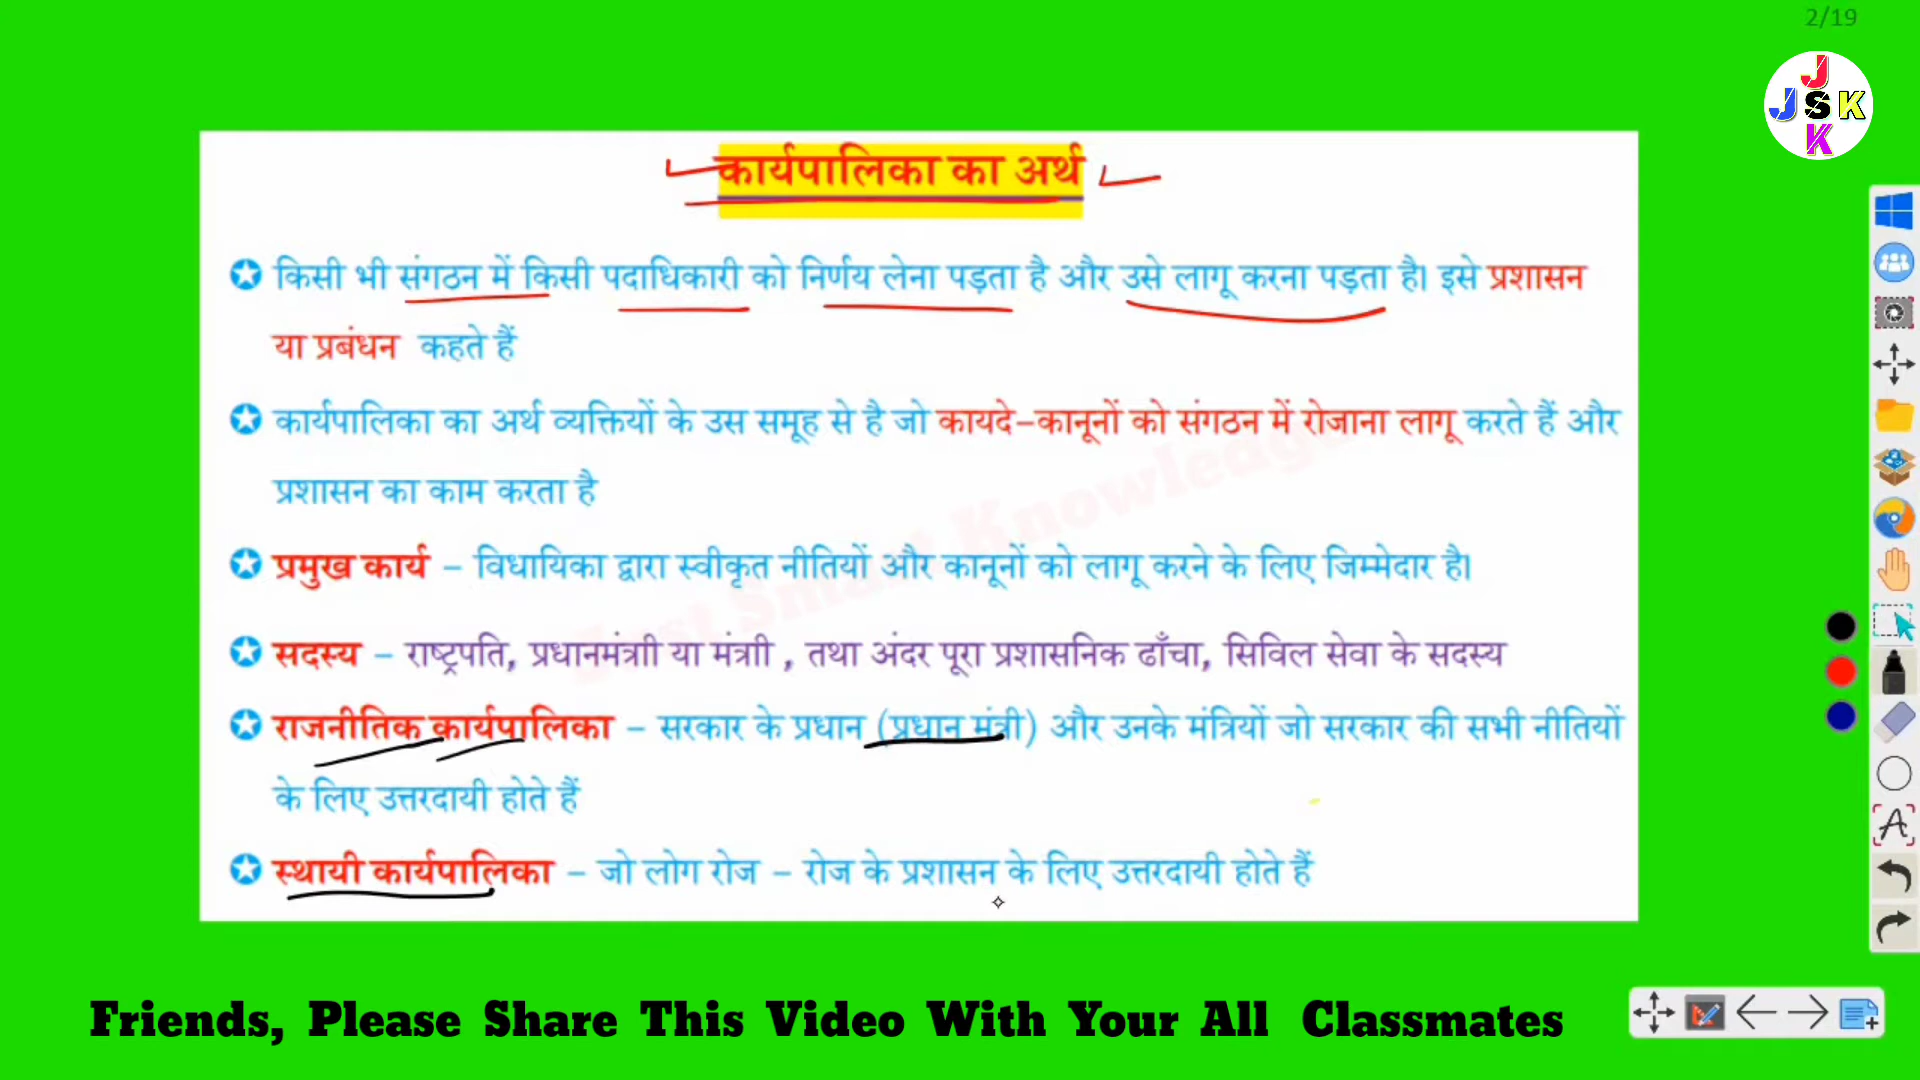 2/19
J
J S K
K
कार्यपालिका का अर्थ
किसी भी संगठन में किसी पदाधिकारी को निर्णय लेना पड़ता है और उसे लागू करना पड़ता है। इसे प्रशासन
या प्रबंधन कहते हैं
कार्यपालिका का अर्थ व्यक्तियों के उस समूह से है जो कायदे–कानूनों को संगठन में रोजाना लागू करते हैं और
प्रशासन का काम करता है
प्रमुख कार्य – विधायिका द्वारा स्वीकृत नीतियों और कानूनों को लागू करने के लिए जिम्मेदार है।
सदस्य – राष्ट्रपति, प्रधानमंत्राी या मंत्राी , तथा अंदर पूरा प्रशासनिक ढाँचा, सिविल सेवा के सदस्य
राजनीतिक कार्यपालिका – सरकार के प्रधान (प्रधान मंत्री) और उनके मंत्रियों जो सरकार की सभी नीतियों
के लिए उत्तरदायी होते हैं
स्थायी कार्यपालिका – जो लोग रोज – रोज के प्रशासन के लिए उत्तरदायी होते हैं
Just Smart Knowledge
Friends, Please Share This Video With Your All Classmates